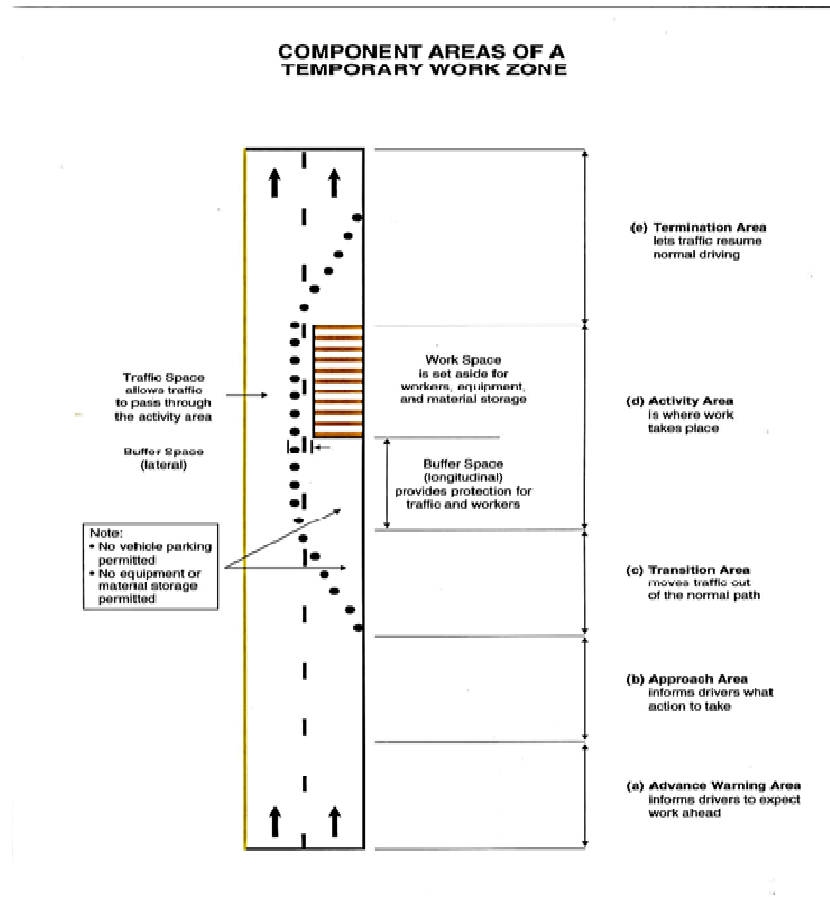 COMPONENT AREAS OF A
TEMPORARY WORK ZONE
(e) Termination Area
lets traffic resume
normal driving
Work Space
is set aside for
workers, equipment,
and material storage
Traffic Space
allows traffic
to pass through
the activity area
(d) Activity Area
is where work
takes place
Buffer Space
(lateral)
Buffer Space
(longitudinal)
provides protection for
traffic and workers
Note:
• No vehicle parking
permitted
• No equipment or
material storage
permitted
(c) Transition Area
moves traffic out
of the normal path
(b) Approach Area
informs drivers what
action to take
(a) Advance Warning Area
informs drivers to expect
work ahead